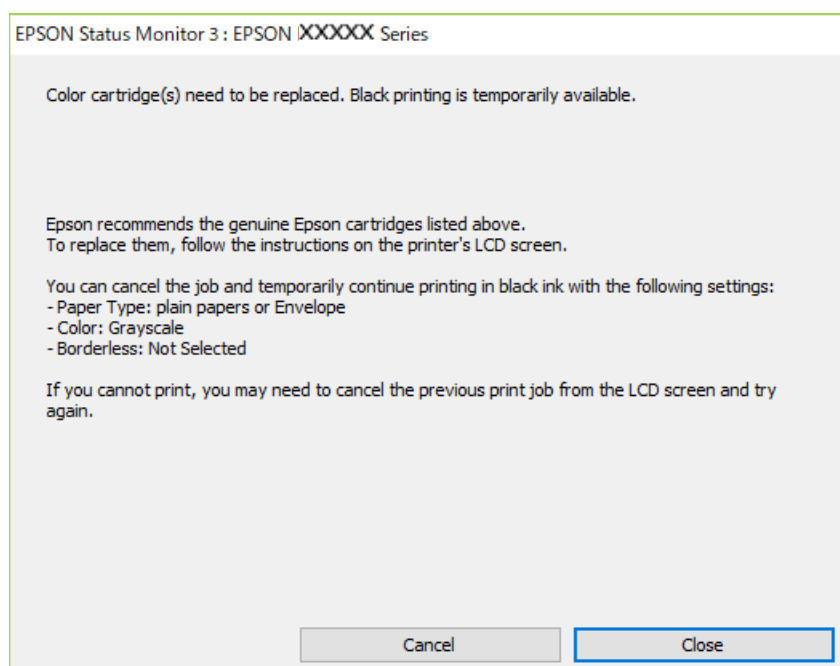 EPSON Status Monitor 3 : EPSON XXXXX Series
Color cartridge(s) need to be replaced. Black printing is temporarily available.
Epson recommends the genuine Epson cartridges listed above.
To replace them, follow the instructions on the printer's LCD screen.
You can cancel the job and temporarily continue printing in black ink with the following settings:
- Paper Type: plain papers or Envelope
- Color: Grayscale
- Borderless: Not Selected
If you cannot print, you may need to cancel the previous print job from the LCD screen and try
again.
Cancel Close